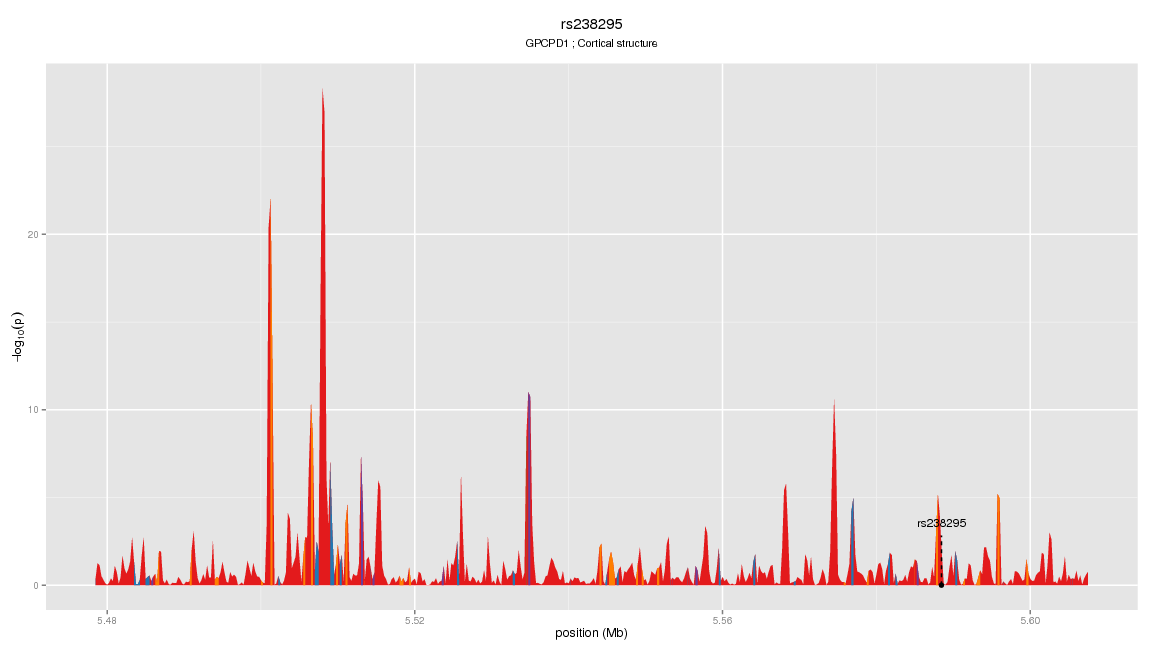 rs238295
GPCPD1 ; Cortical structure
−log10(p)
20
10
0
rs238295
5.48
5.52
5.56
5.60
position (Mb)